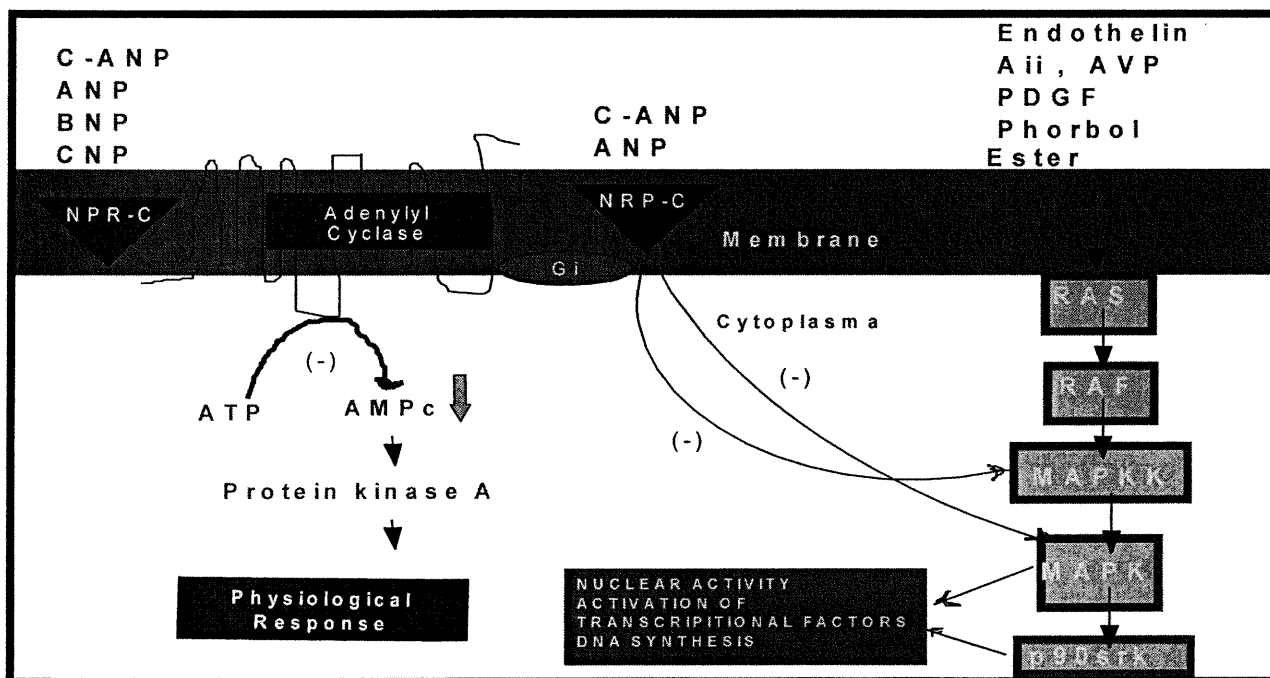 C-ANP
ANP
BNP
CNP
C-ANP
ANP
Endothelin
Aii, AVP
PDGF
Phorbol
Ester
NPR-C
Adenylyl
Cyclase
NRP-C
Membrane
Gi
Cytoplasma
RAS
(-)
(-)
ATP
AMPc
RAF
(-)
MAPKK
Protein kinase A
MAPK
Physiological
Response
NUCLEAR ACTIVITY
ACTIVATION OF
TRANSCRIPITIONAL FACTORS
DNA SYNTHESIS
p90srk